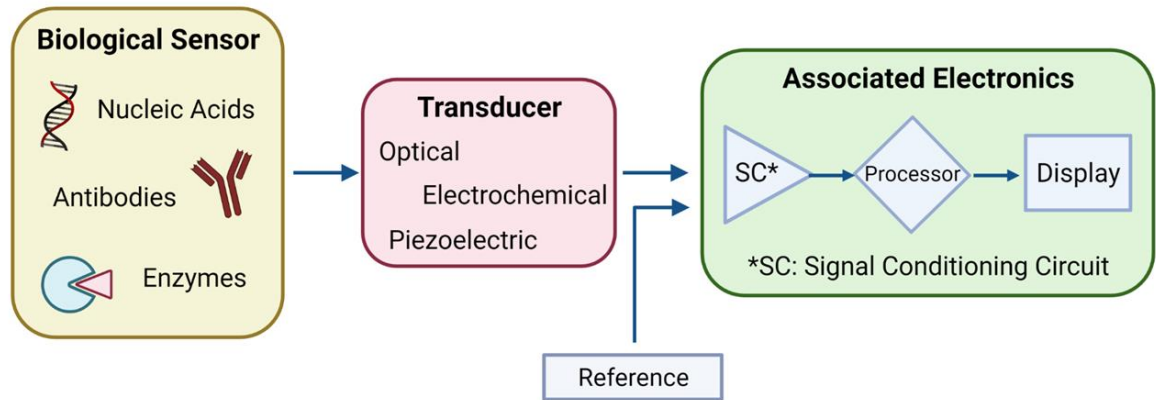 Biological Sensor
Nucleic Acids
Antibodies
Enzymes
Transducer
Optical
Electrochemical
Piezoelectric
Associated Electronics
SC*
Processor
Display
*SC: Signal Conditioning Circuit
Reference